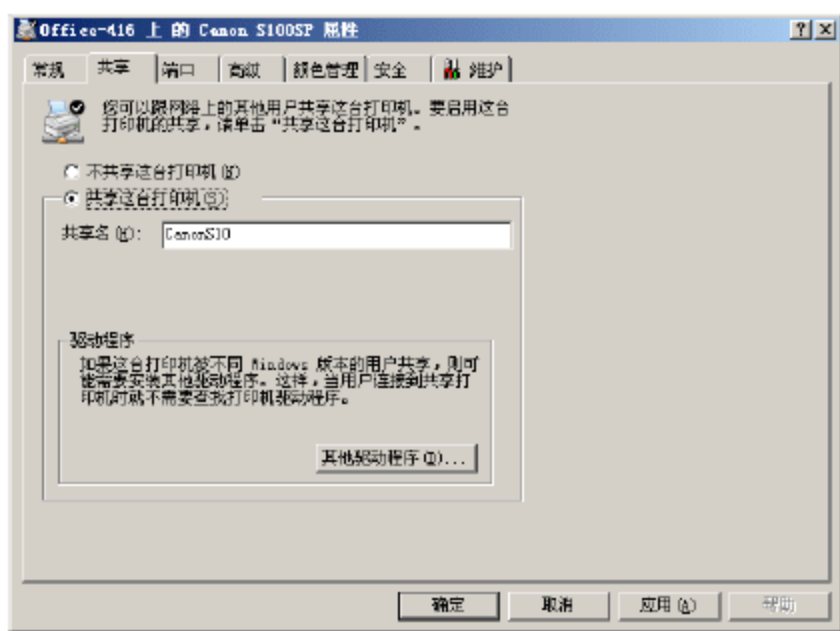 Office-416 上 的 Canon S100SP 属性
常规 共享 端口 高级 颜色管理 安全 维护
您可以跟网络上的其他用户共享这台打印机。要启用这台
打印机的共享，请单击“共享这台打印机”。
不共享这台打印机(N)
共享这台打印机(S)
共享名(H): CanonS10
驱动程序
如果这台打印机被不同 Windows 版本的用户共享，则可
能需要安装其他驱动程序。这样，当用户连接到共享打
印机时就不需要查找打印机驱动程序。
其他驱动程序(D)...
确定 取消 应用(A) 帮助